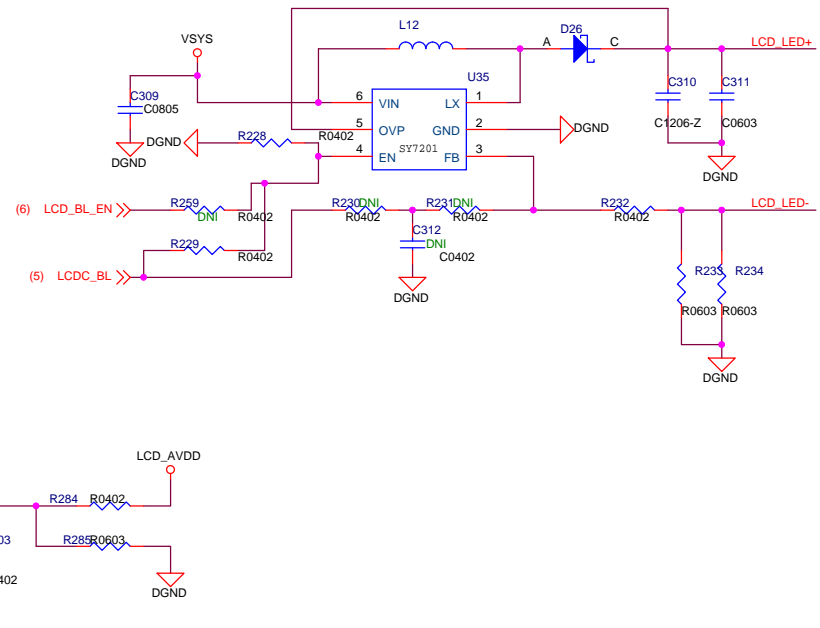 L12
D26
VSYS
A
C
LCD_LED+
U35
C309
C0805
6
VIN
LX
1
C310
C311
5
OVP
GND
2
C1206-Z
C0603
DGND
R228
R0402
SY7201
DGND
DGND
4
EN
FB
3
DGND
R259
R230
DNI
R231
DNI
R232
LCD_LED-
(6)
LCD_BL_EN
DNI
R0402
R0402
R0402
R0402
R229
C312
DNI
R0402
C0402
(5)
LCDC_BL
R233
R234
DGND
R0603
R0603
DGND
LCD_AVDD
R284
R0402
03
R285
R0603
402
DGND